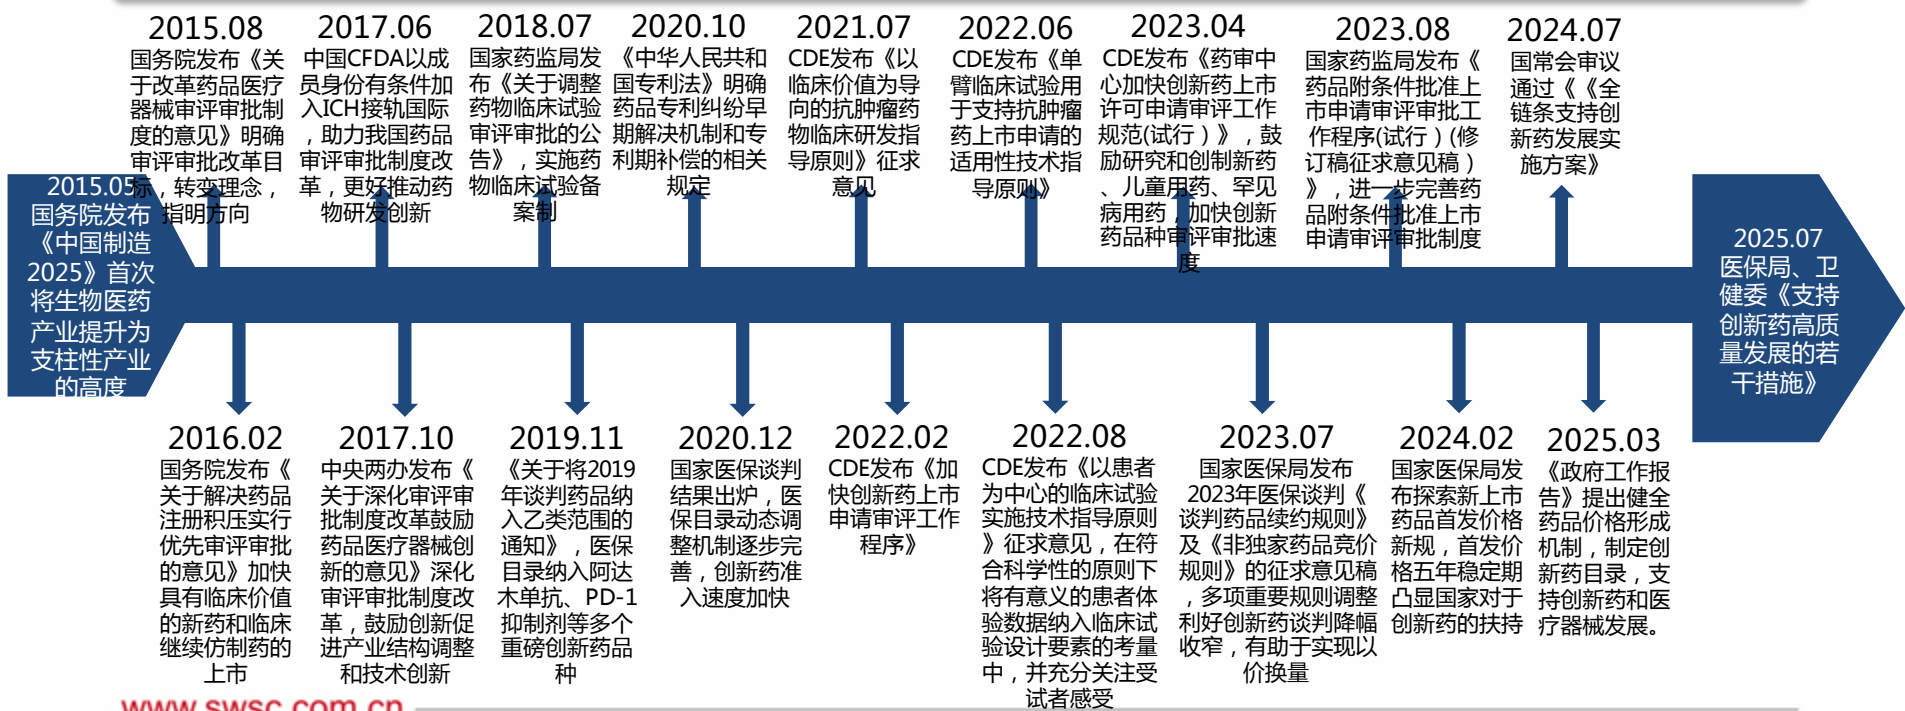 2015.08
国务院发布《关
于改革药品医疗
器械审评审批制
度的意见》明确
审评审批改革目
标，转变理念，
指明方向
2017.06
中国CFDA以成
员身份有条件加
入ICH接轨国际
，助力我国药品
审评审批制度改
革，更好推动药
物研发创新
2018.07
国家药监局发
布《关于调整
药物临床试验
审评审批的公
告》，实施药
物临床试验备
案制
2020.10
《中华人民共和
国专利法》明确
药品专利纠纷早
期解决机制和专
利期补偿的相关
规定
2021.07
CDE发布《以
临床价值为导
向的抗肿瘤药
物临床研发指
导原则》征求
意见
2022.06
CDE发布《单
臂临床试验用
于支持抗肿瘤
药上市申请的
适用性技术指
导原则》
2023.04
CDE发布《药审中
心加快创新药上市
许可申请审评工作
规范(试行）》，鼓
励研究和创制新药
、儿童用药、罕见
病用药，加快创新
药品种审评审批速
度
2023.08
国家药监局发布《
药品附条件批准上
市申请审评审批工
作程序(试行）(修
订稿征求意见稿）
》，进一步完善药
品附条件批准上市
申请审评审批制度
2024.07
国常会审议
通过《《全
链条支持创
新药发展实
施方案》
2015.05
国务院发布
《中国制造
2025》首次
将生物医药
产业提升为
支柱性产业
的高度
2025.07
医保局、卫
健委《支持
创新药高质
量发展的若
干措施》
2016.02
国务院发布《
关于解决药品
注册积压实行
优先审评审批
的意见》加快
具有临床价值
的新药和临床
继续仿制药的
上市
2017.10
中央两办发布《
关于深化审评审
批制度改革鼓励
药品医疗器械创
新的意见》深化
审评审批制度改
革，鼓励创新促
进产业结构调整
和技术创新
2019.11
《关于将2019
年谈判药品纳
入乙类范围的
通知》，医保
目录纳入阿达
木单抗、PD-1
抑制剂等多个
重磅创新药品
种
2020.12
国家医保谈判
结果出炉，医
保目录动态调
整机制逐步完
善，创新药准
入速度加快
2022.02
CDE发布《加
快创新药上市
申请审评工作
程序》
2022.08
CDE发布《以患者
为中心的临床试验
实施技术指导原则
》征求意见，在符
合科学性的原则下
将有意义的患者体
验数据纳入临床试
验设计要素的考量
中，并充分关注受
试者感受
2023.07
国家医保局发布
2023年医保谈判《
谈判药品续约规则》
及《非独家药品竞价
规则》的征求意见稿
，多项重要规则调整
利好创新药谈判降幅
收窄，有助于实现以
价换量
2024.02
国家医保局发
布探索新上市
药品首发价格
新规，首发价
格五年稳定期
凸显国家对于
创新药的扶持
2025.03
《政府工作报
告》提出健全
药品价格形成
机制，制定创
新药目录，支
持创新药和医
疗器械发展。
www.swsc.com.cn